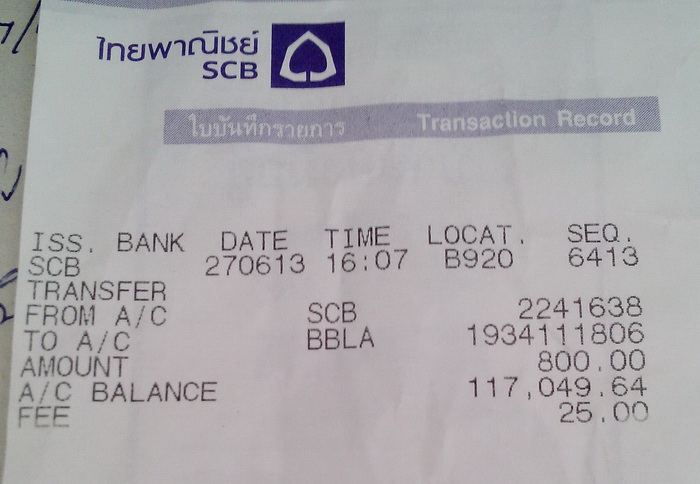 ไทยพาณิชย์
SCB
ใบบันทึกรายการ Transaction Record
ISS. BANK DATE TIME LOCAT. SEQ.
SCB 270613 16:07 B920 6413
TRANSFER
FROM A/C SCB 2241638
TO A/C BBLA 1934111806
AMOUNT 800.00
A/C BALANCE 117,049.64
FEE 25.00